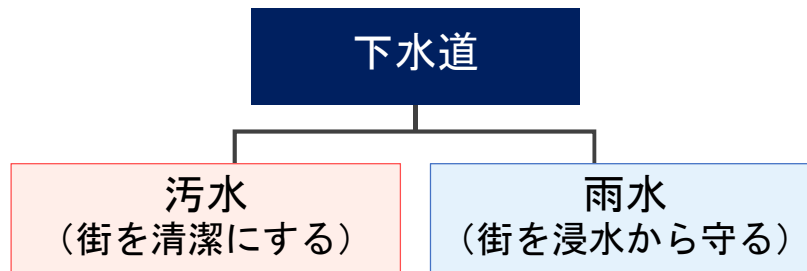 下水道
汚水
（街を清潔にする）
雨水
（街を浸水から守る）